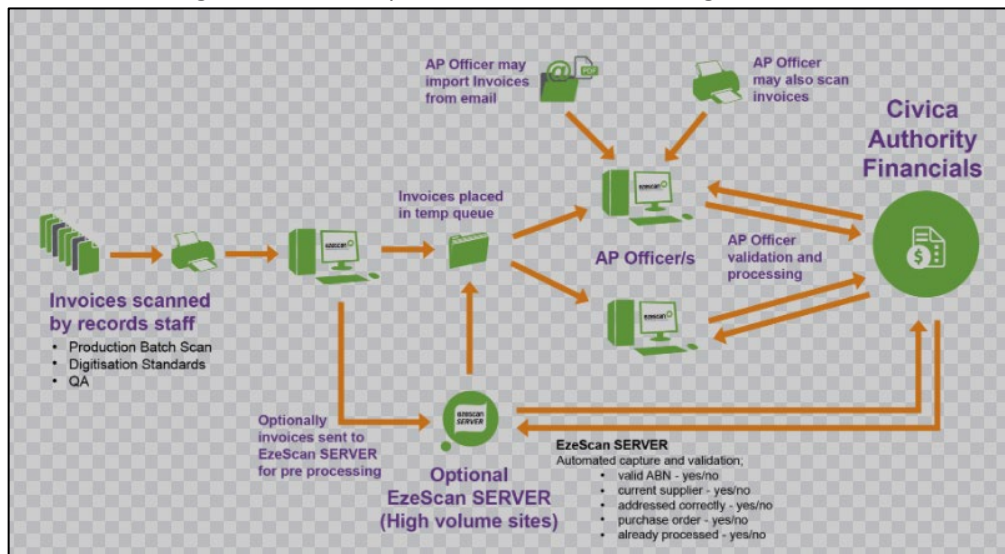 AP Officer may
import Invoices
from email
@
PDF
AP Officer
may also scan
invoices
Civica
Authority
Financials
$
Invoices placed
in temp queue
EZESCAN
EZESCAN
EZESCAN
AP Officer/s
AP Officer
validation and
processing
Invoices scanned
by records staff
• Production Batch Scan
• Digitisation Standards
• QA
Optionally
invoices sent to
EzeScan SERVER
for pre processing
EZESCAN
SERVER
Optional
EzeScan SERVER
(High volume sites)
EzeScan SERVER
Automated capture and validation;
• valid ABN - yes/no
• current supplier - yes/no
• addressed correctly - yes/no
• purchase order - yes/no
• already processed - yes/no